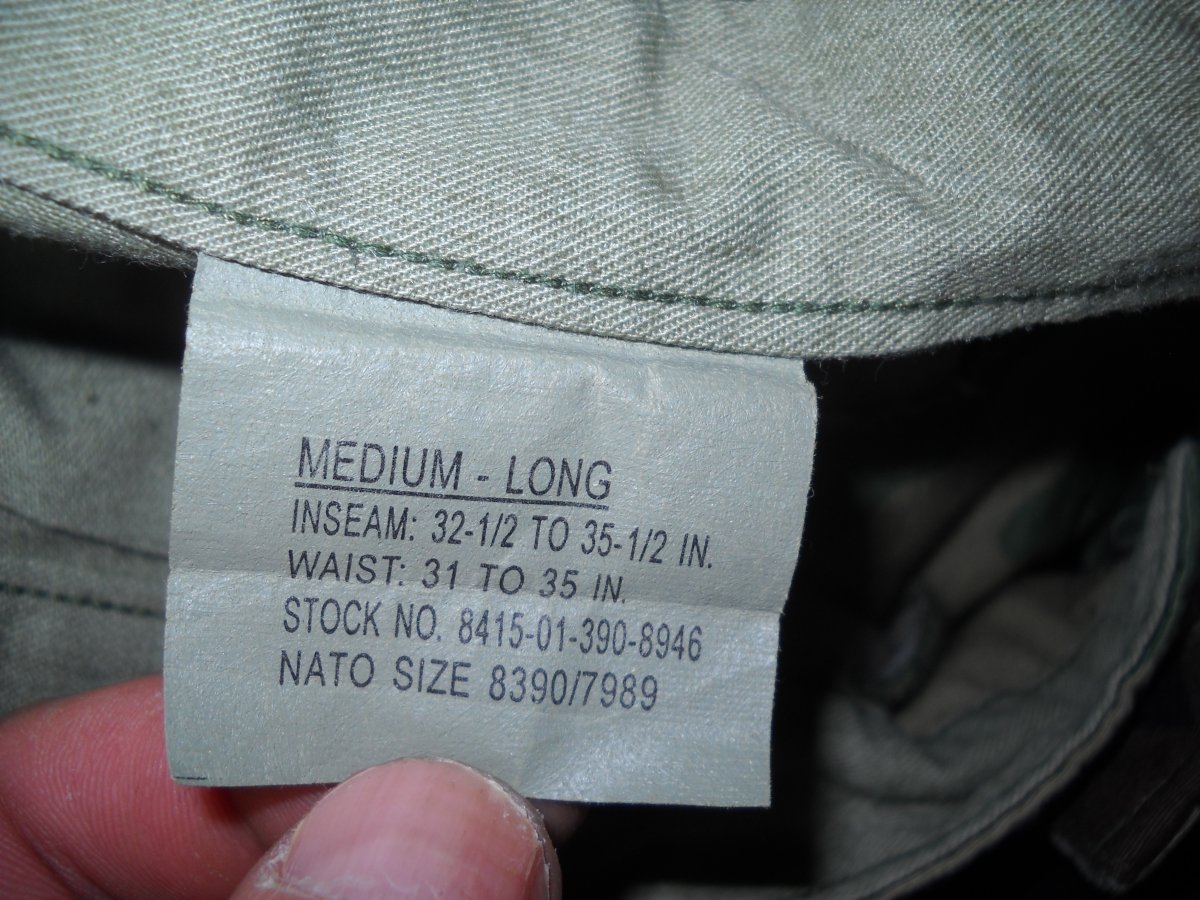 MEDIUM - LONG
INSEAM: 32-1/2 TO 35-1/2 IN.
WAIST: 31 TO 35 IN.
STOCK NO. 8415-01-390-8946
NATO SIZE 8390/7989